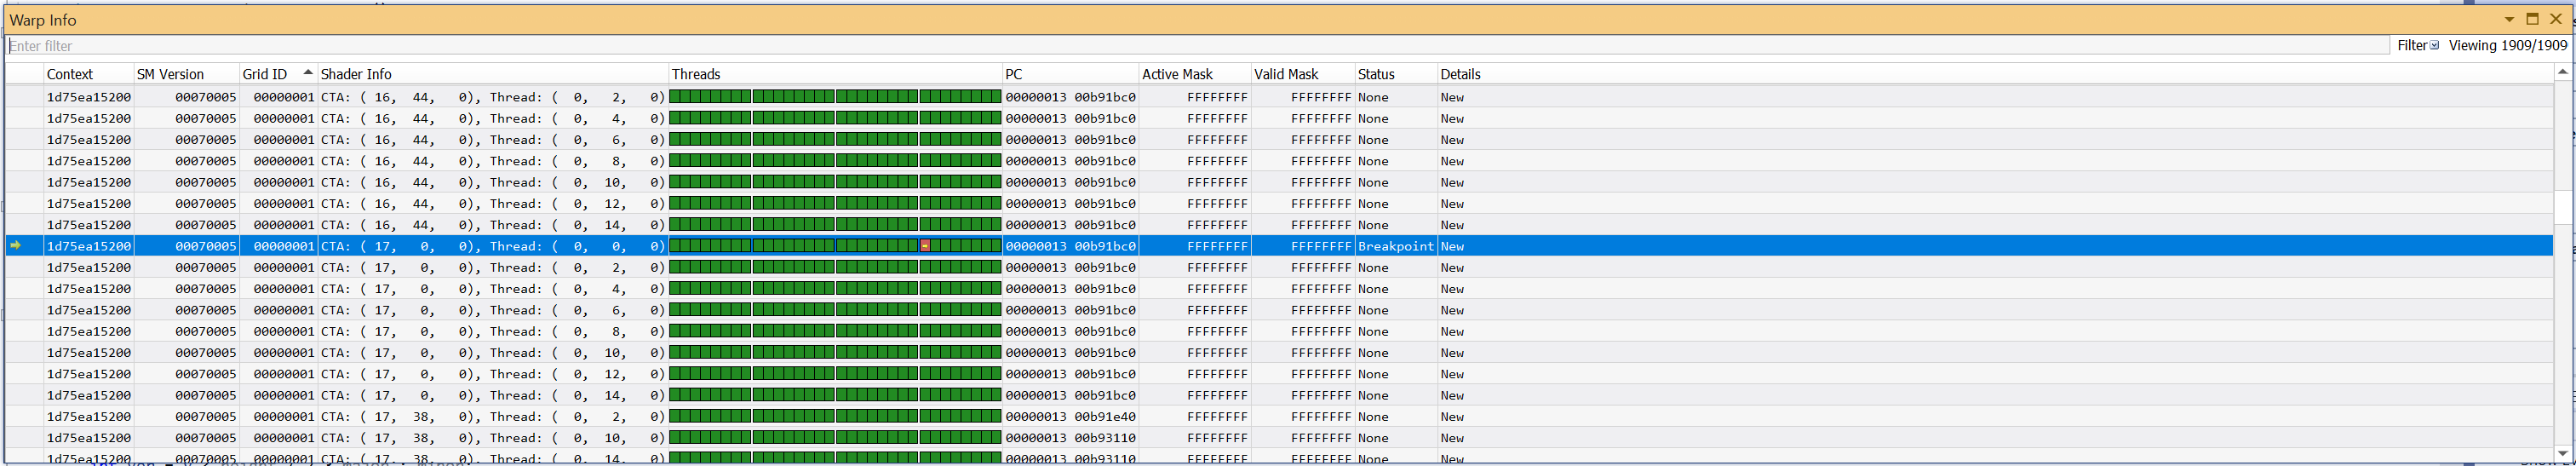 Warp Info
Enter filter Filter Viewing 1909/1909
Context SM Version Grid ID Shader Info Threads PC Active Mask Valid Mask Status Details
1d75ea15200 00070005 00000001 CTA: ( 16, 44, 0), Thread: ( 0, 2, 0) 00000013 00b91bc0 FFFFFFFF FFFFFFFF None New
1d75ea15200 00070005 00000001 CTA: ( 16, 44, 0), Thread: ( 0, 4, 0) 00000013 00b91bc0 FFFFFFFF FFFFFFFF None New
1d75ea15200 00070005 00000001 CTA: ( 16, 44, 0), Thread: ( 0, 6, 0) 00000013 00b91bc0 FFFFFFFF FFFFFFFF None New
1d75ea15200 00070005 00000001 CTA: ( 16, 44, 0), Thread: ( 0, 8, 0) 00000013 00b91bc0 FFFFFFFF FFFFFFFF None New
1d75ea15200 00070005 00000001 CTA: ( 16, 44, 0), Thread: ( 0, 10, 0) 00000013 00b91bc0 FFFFFFFF FFFFFFFF None New
1d75ea15200 00070005 00000001 CTA: ( 16, 44, 0), Thread: ( 0, 12, 0) 00000013 00b91bc0 FFFFFFFF FFFFFFFF None New
1d75ea15200 00070005 00000001 CTA: ( 16, 44, 0), Thread: ( 0, 14, 0) 00000013 00b91bc0 FFFFFFFF FFFFFFFF None New
1d75ea15200 00070005 00000001 CTA: ( 17, 0, 0), Thread: ( 0, 0, 0) 00000013 00b91bc0 FFFFFFFF FFFFFFFF Breakpoint New
1d75ea15200 00070005 00000001 CTA: ( 17, 0, 0), Thread: ( 0, 2, 0) 00000013 00b91bc0 FFFFFFFF FFFFFFFF None New
1d75ea15200 00070005 00000001 CTA: ( 17, 0, 0), Thread: ( 0, 4, 0) 00000013 00b91bc0 FFFFFFFF FFFFFFFF None New
1d75ea15200 00070005 00000001 CTA: ( 17, 0, 0), Thread: ( 0, 6, 0) 00000013 00b91bc0 FFFFFFFF FFFFFFFF None New
1d75ea15200 00070005 00000001 CTA: ( 17, 0, 0), Thread: ( 0, 8, 0) 00000013 00b91bc0 FFFFFFFF FFFFFFFF None New
1d75ea15200 00070005 00000001 CTA: ( 17, 0, 0), Thread: ( 0, 10, 0) 00000013 00b91bc0 FFFFFFFF FFFFFFFF None New
1d75ea15200 00070005 00000001 CTA: ( 17, 0, 0), Thread: ( 0, 12, 0) 00000013 00b91bc0 FFFFFFFF FFFFFFFF None New
1d75ea15200 00070005 00000001 CTA: ( 17, 0, 0), Thread: ( 0, 14, 0) 00000013 00b91bc0 FFFFFFFF FFFFFFFF None New
1d75ea15200 00070005 00000001 CTA: ( 17, 38, 0), Thread: ( 0, 2, 0) 00000013 00b91e40 FFFFFFFF FFFFFFFF None New
1d75ea15200 00070005 00000001 CTA: ( 17, 38, 0), Thread: ( 0, 10, 0) 00000013 00b93110 FFFFFFFF FFFFFFFF None New
1d75ea15200 00070005 00000001 CTA: ( 17, 38, 0), Thread: ( 0, 14, 0) 00000013 00b93110 FFFFFFFF FFFFFFFF None New